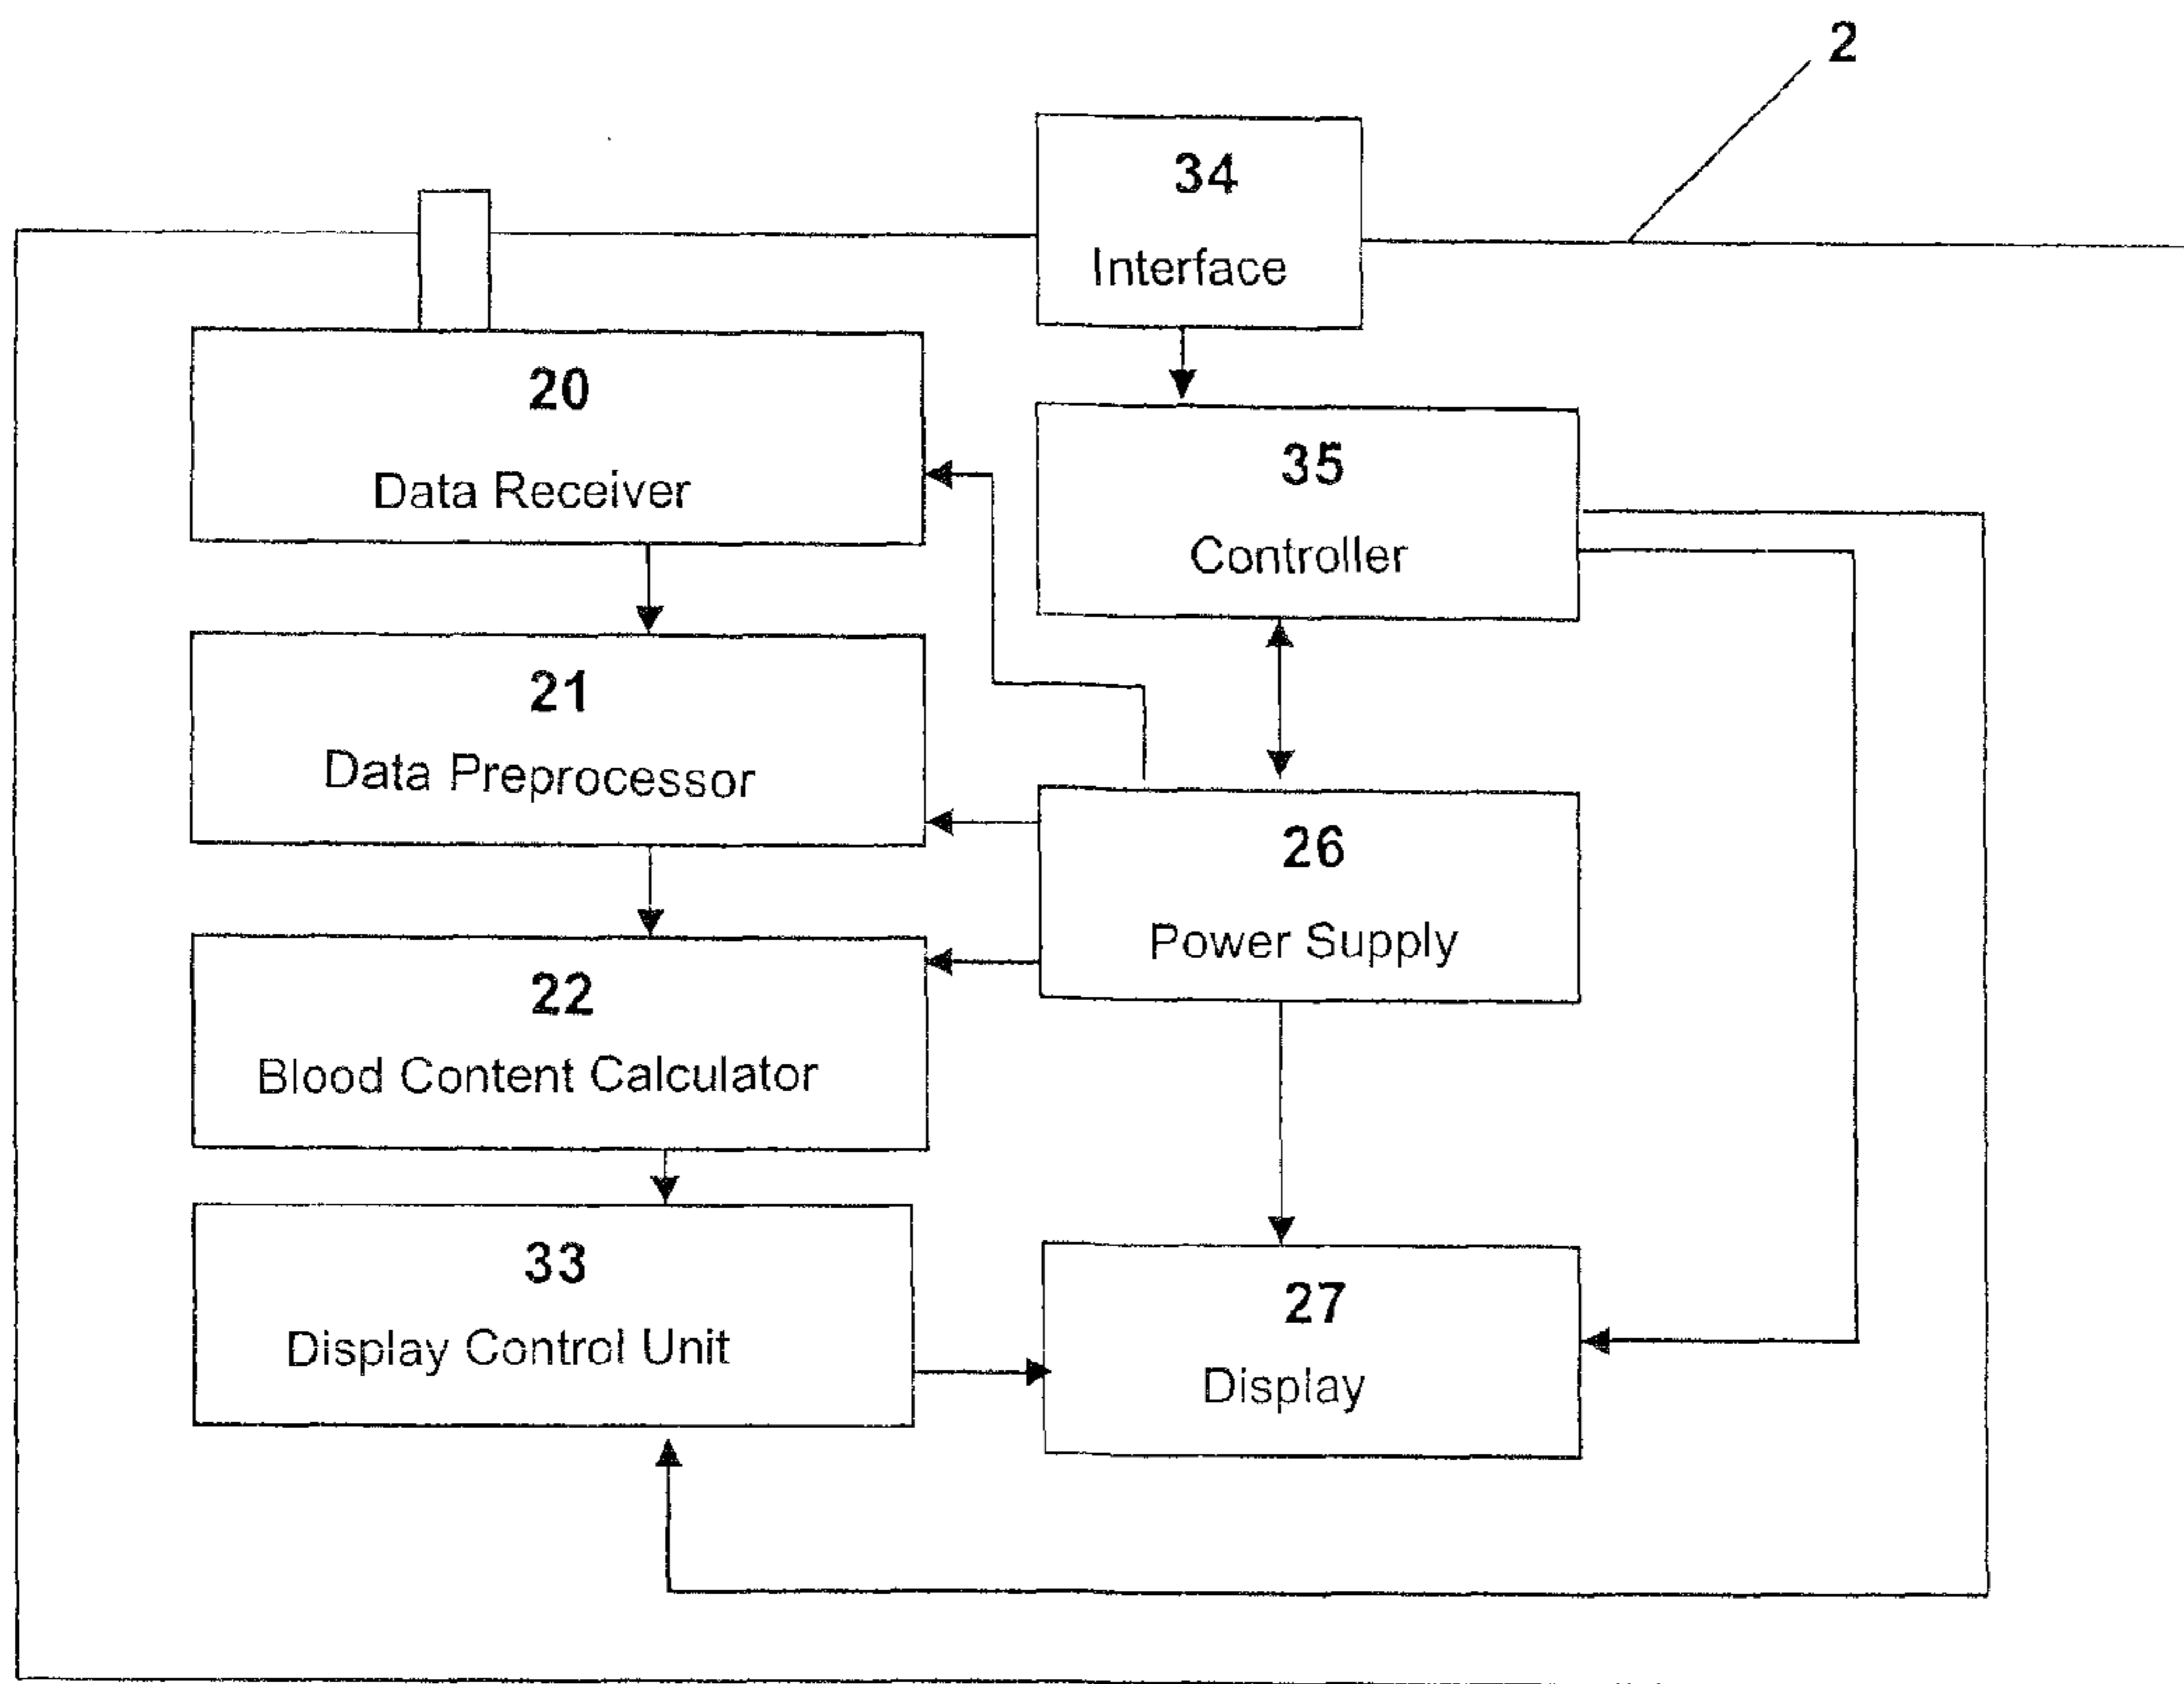 2
34
Interface
20
Data Receiver
35
Controller
21
Data Preprocessor
26
Power Supply
22
Blood Content Calculator
33
Display Control Unit
27
Display